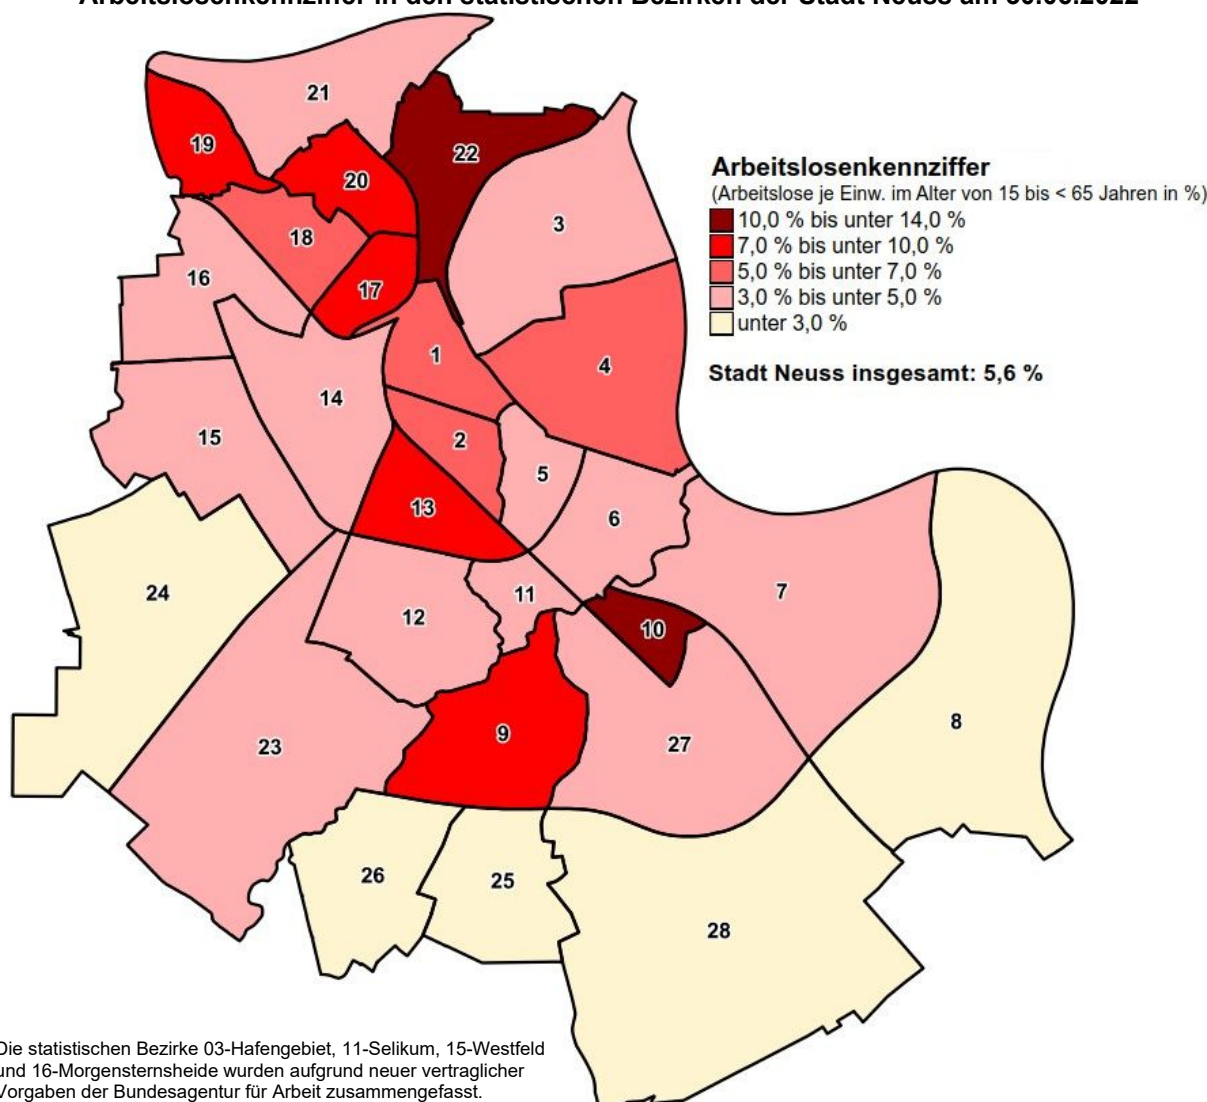 Arbeitslosenkennziffer in den statistischen Bezirken der Stadt Neuss am
21
19
22
20
3
18
16
17
1
4
14
15
2
5
13
6
24
11
7
12
10
9
8
23
27
26
25
28
Arbeitslosenkennziffer
(Arbeitslose je Einw. im Alter von 15 bis < 65 Jahren in %)
10,0 % bis unter 14,0 %
7,0 % bis unter 10,0 %
5,0 % bis unter 7,0 %
3,0 % bis unter 5,0 %
unter 3,0 %
Stadt Neuss insgesamt: 5,6 %
Die statistischen Bezirke 03-Hafengebiet, 11-Selikum, 15-Westfeld
und 16-Morgensternsheide wurden aufgrund neuer vertraglicher
Vorgaben der Bundesagentur für Arbeit zusammengefasst.